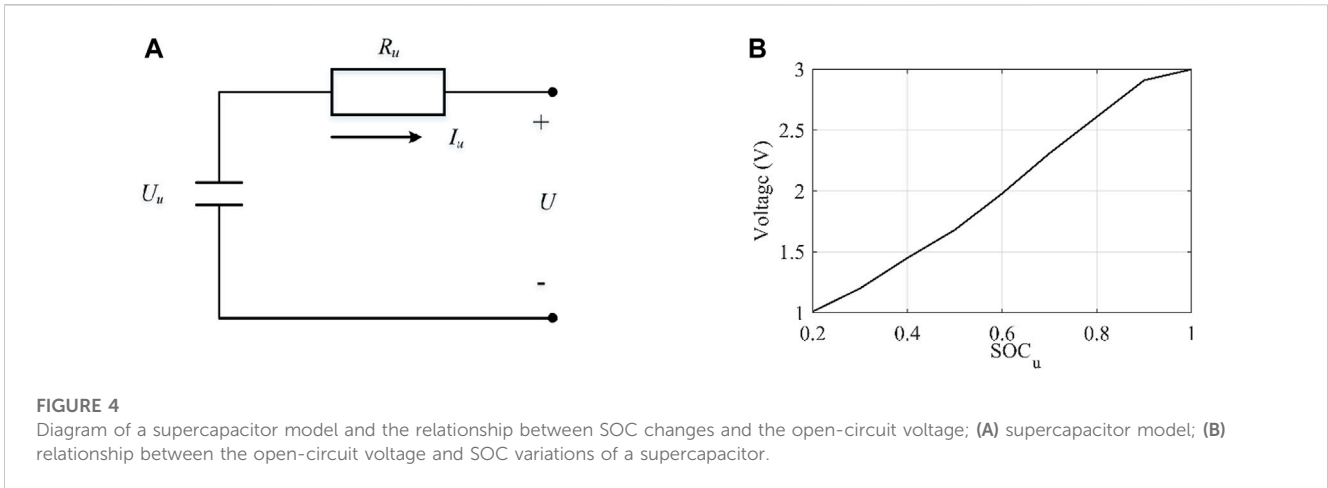 A
R_u
I_u
+
U_u
U
-
B
3
2.5
2
1.5
1
Voltage (V)
0.2 0.4 0.6 0.8 1
SOC_u
FIGURE 4
Diagram of a supercapacitor model and the relationship between SOC changes and the open-circuit voltage; (A) supercapacitor model; (B)
relationship between the open-circuit voltage and SOC variations of a supercapacitor.